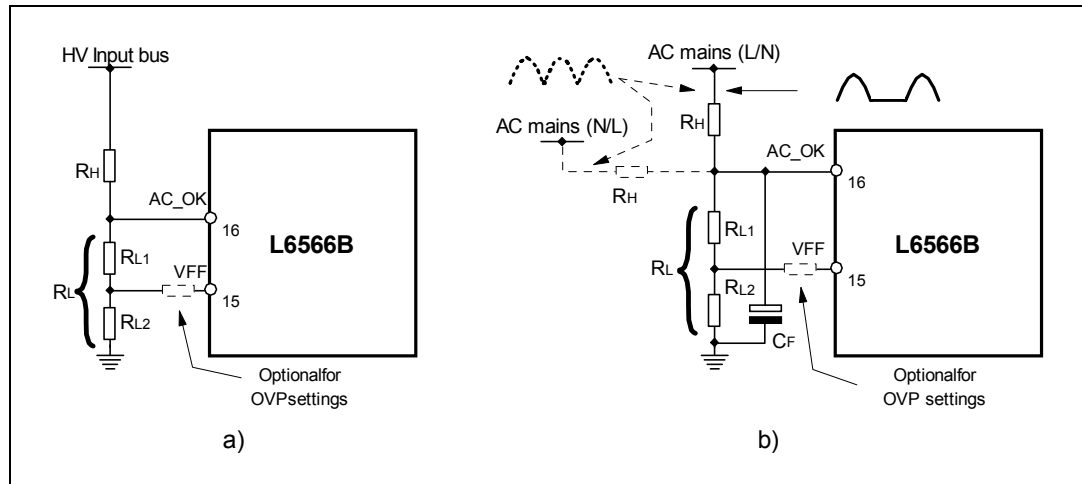 HV Input bus
RH
AC_OK
16
RL1
VFF
RL
15
RL2
L6566B
Optionalfor
OVPsettings
a)
AC mains (L/N)
RH
AC mains (N/L)
AC_OK
16
RH
RL1
VFF
RL
15
RL2
CF
L6566B
Optionalfor
OVP settings
b)